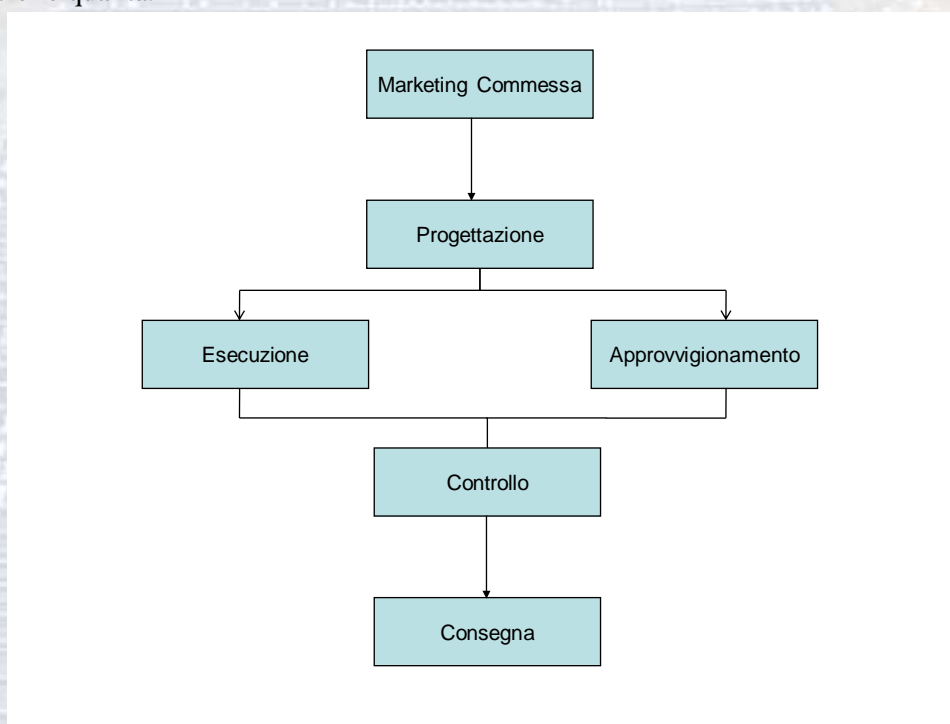 Marketing Commessa
Progettazione
Esecuzione
Approvvigionamento
Controllo
Consegna